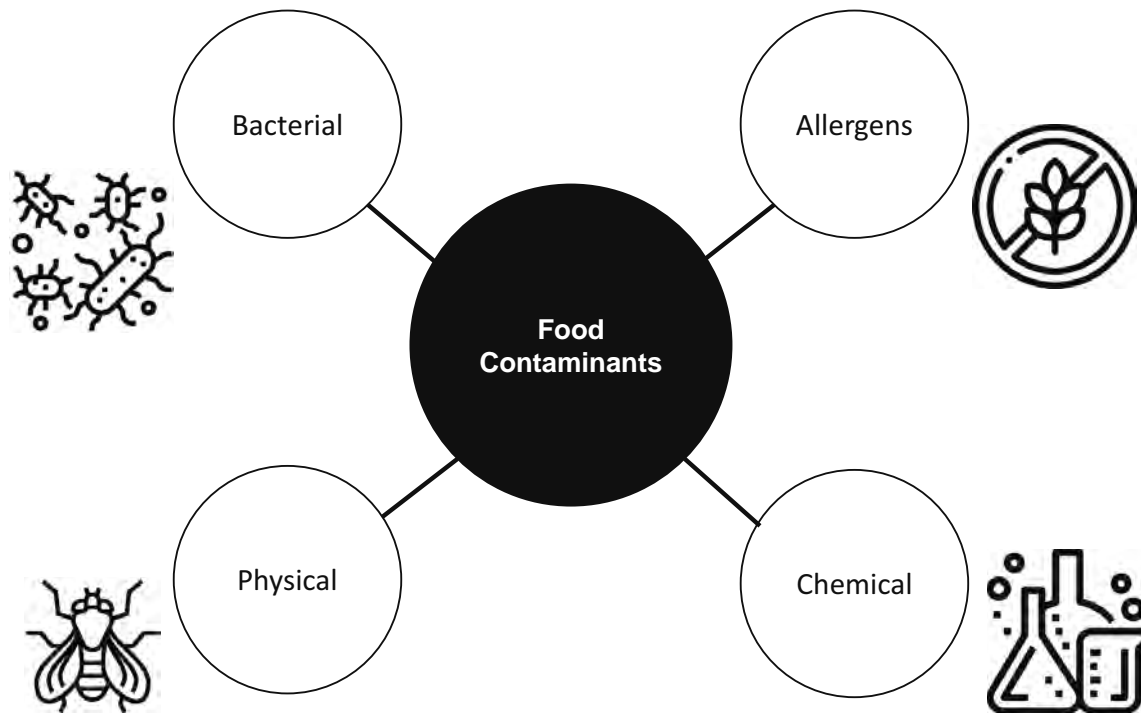 Bacterial
Allergens
Food
Contaminants
Physical
Chemical